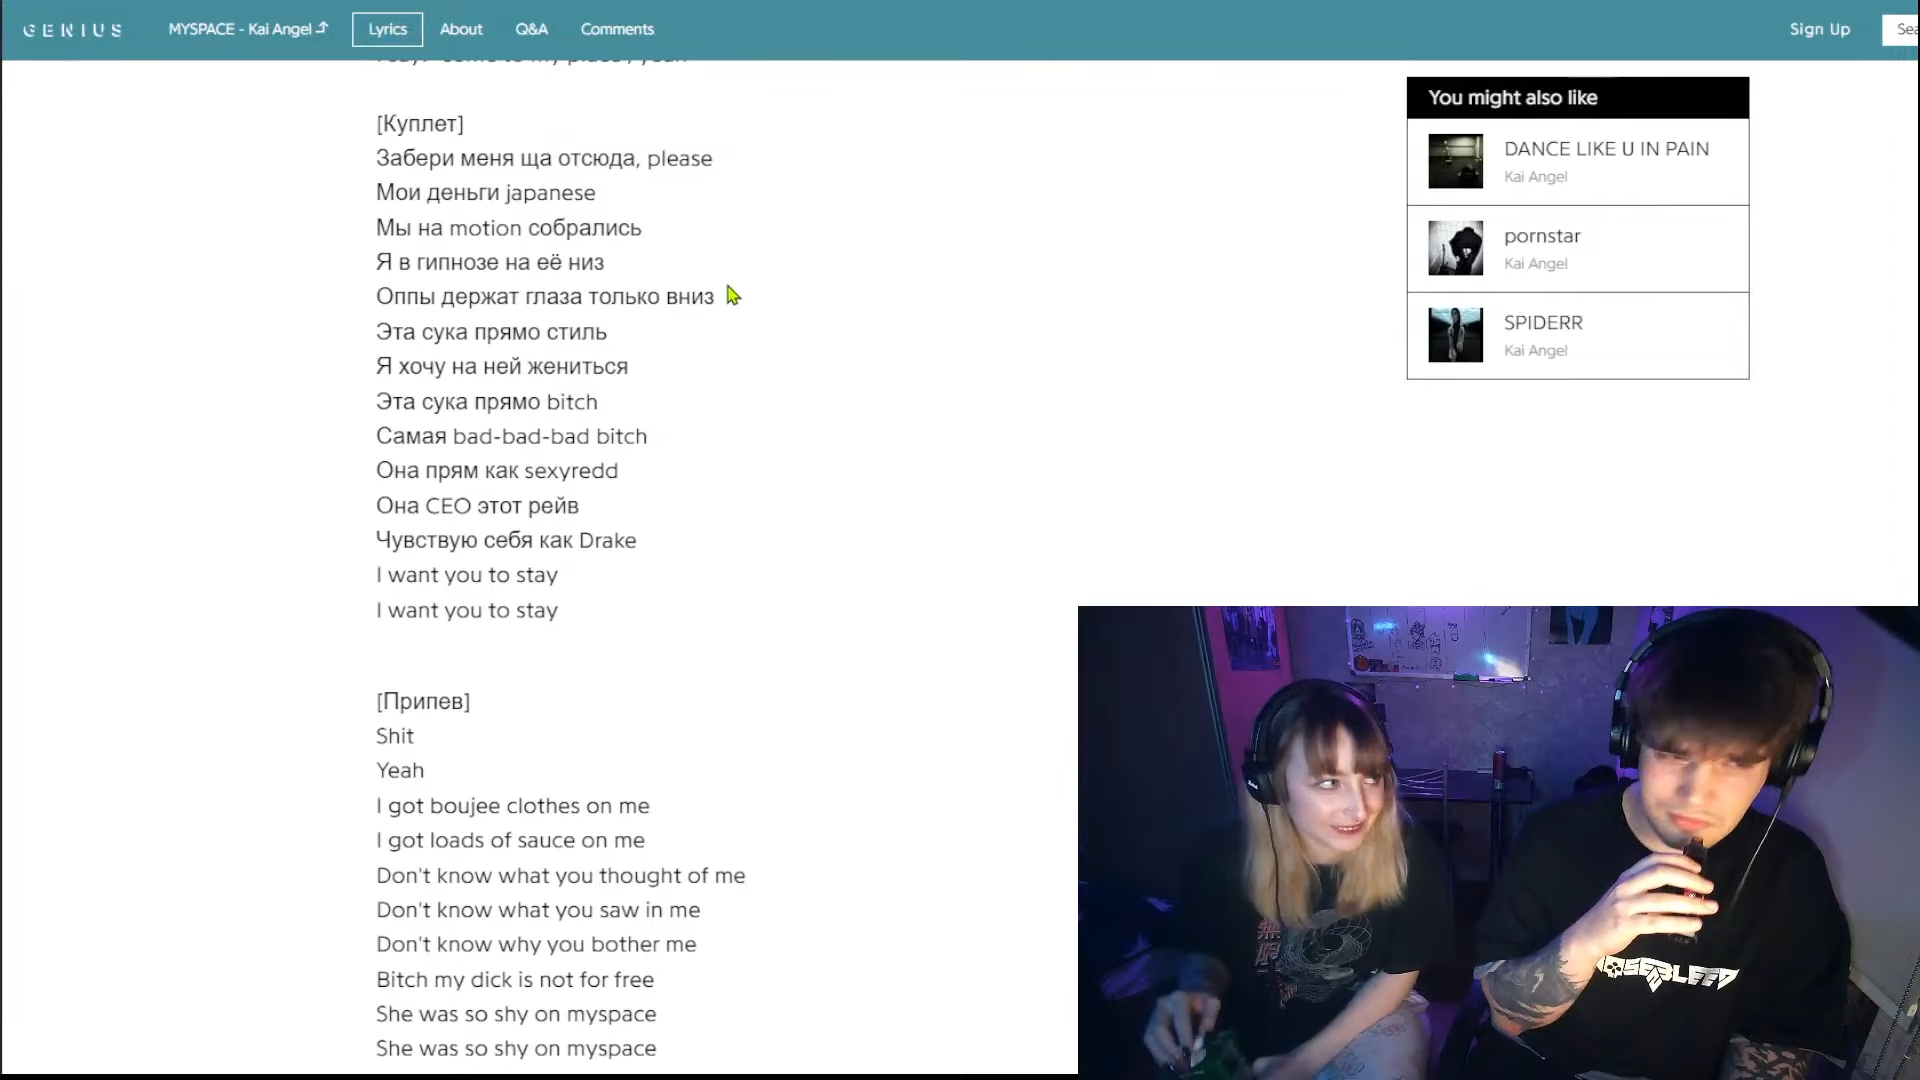 GENIUS
MYSPACE - Kai Angel
Lyrics
About
Q&A
Comments
Sign Up
[Куплет]
Забери меня ща отсюда, please
Мои деньги japanese
Мы на motion собрались
Я в гипнозе на её низ
Оппы держат глаза только вниз
Эта сука прямо стиль
Я хочу на ней жениться
Эта сука прямо bitch
Самая bad-bad-bad bitch
Она прям как sexyredd
Она CEO этот рейв
Чувствую себя как Drake
I want you to stay
I want you to stay
[Припев]
Shit
Yeah
I got boujee clothes on me
I got loads of sauce on me
Don't know what you thought of me
Don't know what you saw in me
Don't know why you bother me
Bitch my dick is not for free
She was so shy on myspace
She was so shy on myspace
You might also like
DANCE LIKE U IN PAIN
Kai Angel
pornstar
Kai Angel
SPIDERR
Kai Angel
無限